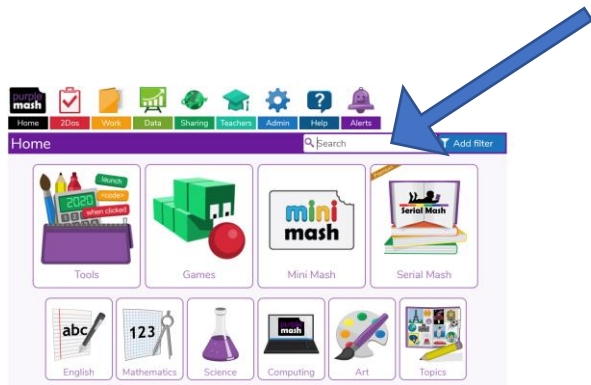 purple
mash
Home 2Dos Work Data Sharing Teachers Admin Help Alerts
Home Search Add filter
launch
2020
<code>
when clicked
mini
mash
Serial Mash
Tools Games Mini Mash Serial Mash
abc
123
purple
mash
English Mathematics Science Computing Art Topics